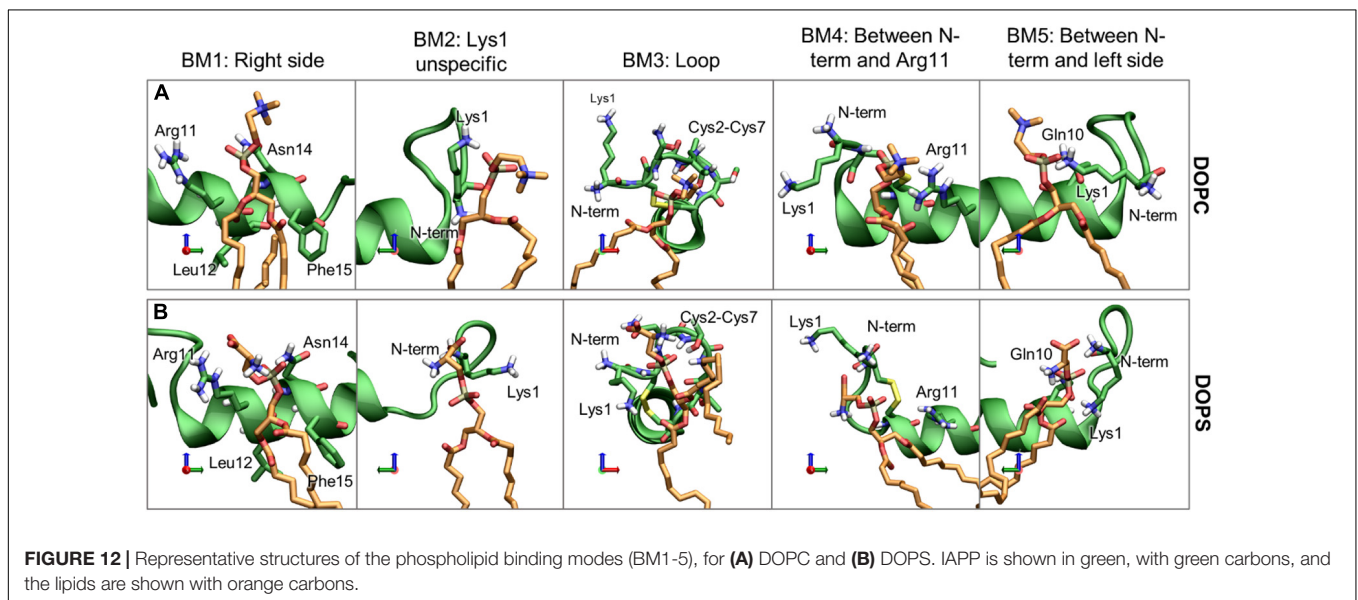 BM1: Right side
BM2: Lys1
unspecific
BM3: Loop
BM4: Between N-
term and Arg11
BM5: Between N-
term and left side
A
Arg11
Asn14
Leu12
Phe15
Lys1
N-term
Lys1
Cys2-Cys7
N-term
N-term
Arg11
Lys1
Gln10
Lys1
N-term
DOPC
B
Arg11
Asn14
Leu12
Phe15
N-term
Lys1
Cys2-Cys7
N-term
Lys1
Lys1
N-term
Arg11
Gln10
N-term
Lys1
DOPS
FIGURE 12 | Representative structures of the phospholipid binding modes (BM1-5), for (A) DOPC and (B) DOPS. IAPP is shown in green, with green carbons, and
the lipids are shown with orange carbons.